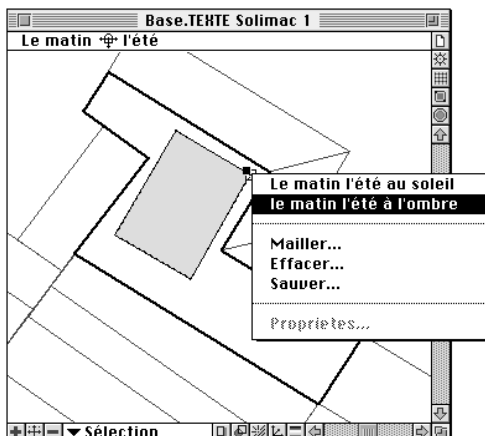 Base.TEXTE Solimac 1
Le matin l'été
Le matin l'été au soleil
le matin l'été à l'ombre
Mailler...
Effacer...
Sauver...
Proprietes...
Sélection